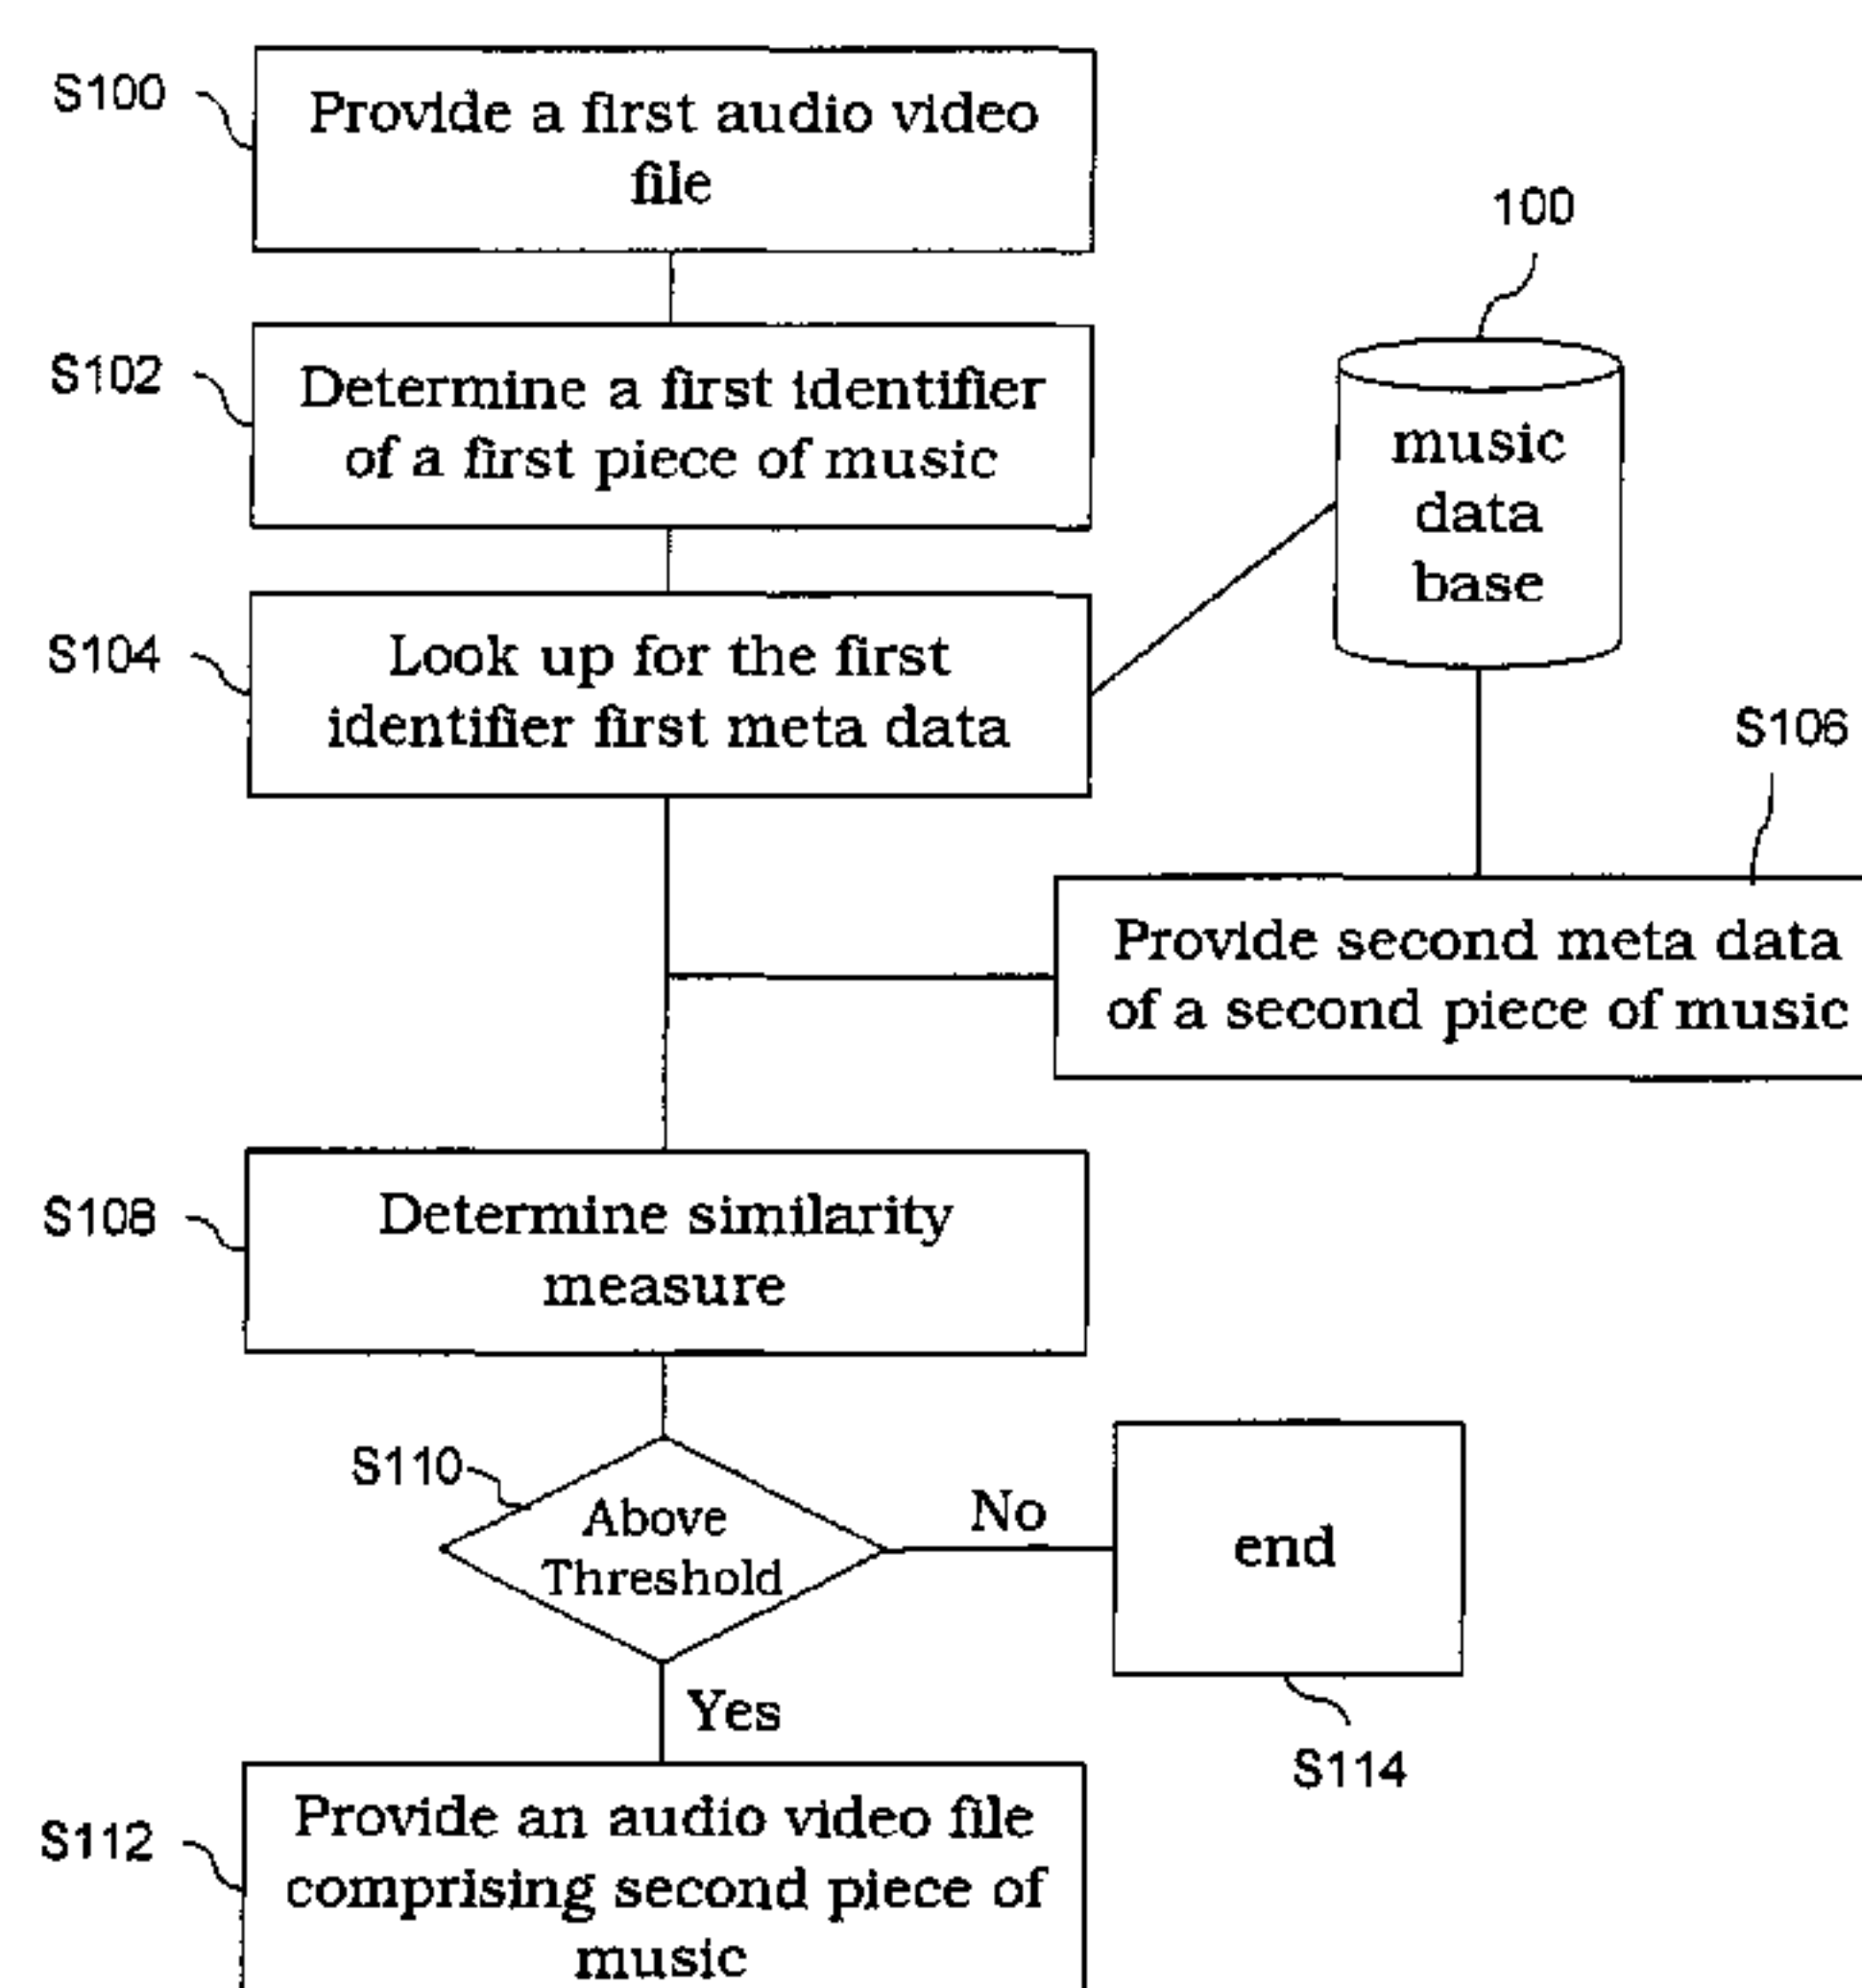 S100
Provide a first audio video
file
100
S102
Determine a first identifier
of a first piece of music
music
data
base
S104
Look up for the first
identifier first meta data
S106
Provide second meta data
of a second piece of music
S108
Determine similarity
measure
S110
Above
Threshold
No
end
Yes
S114
S112
Provide an audio video file
comprising second piece of
music